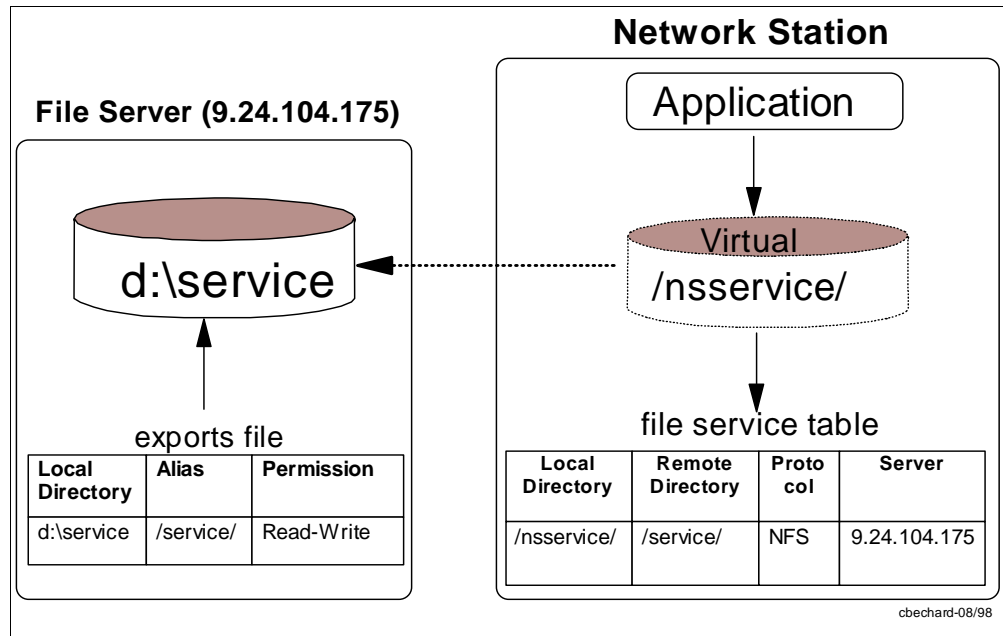 Network Station
File Server (9.24.104.175)
Application
Virtual
d:\service
/nsservice/
exports file
Local Directory
Alias
Permission
d:\service
/service/
Read-Write
file service table
Local Directory
Remote Directory
Proto
col
Server
/nsservice/
/service/
NFS
9.24.104.175
cbechard-08/98